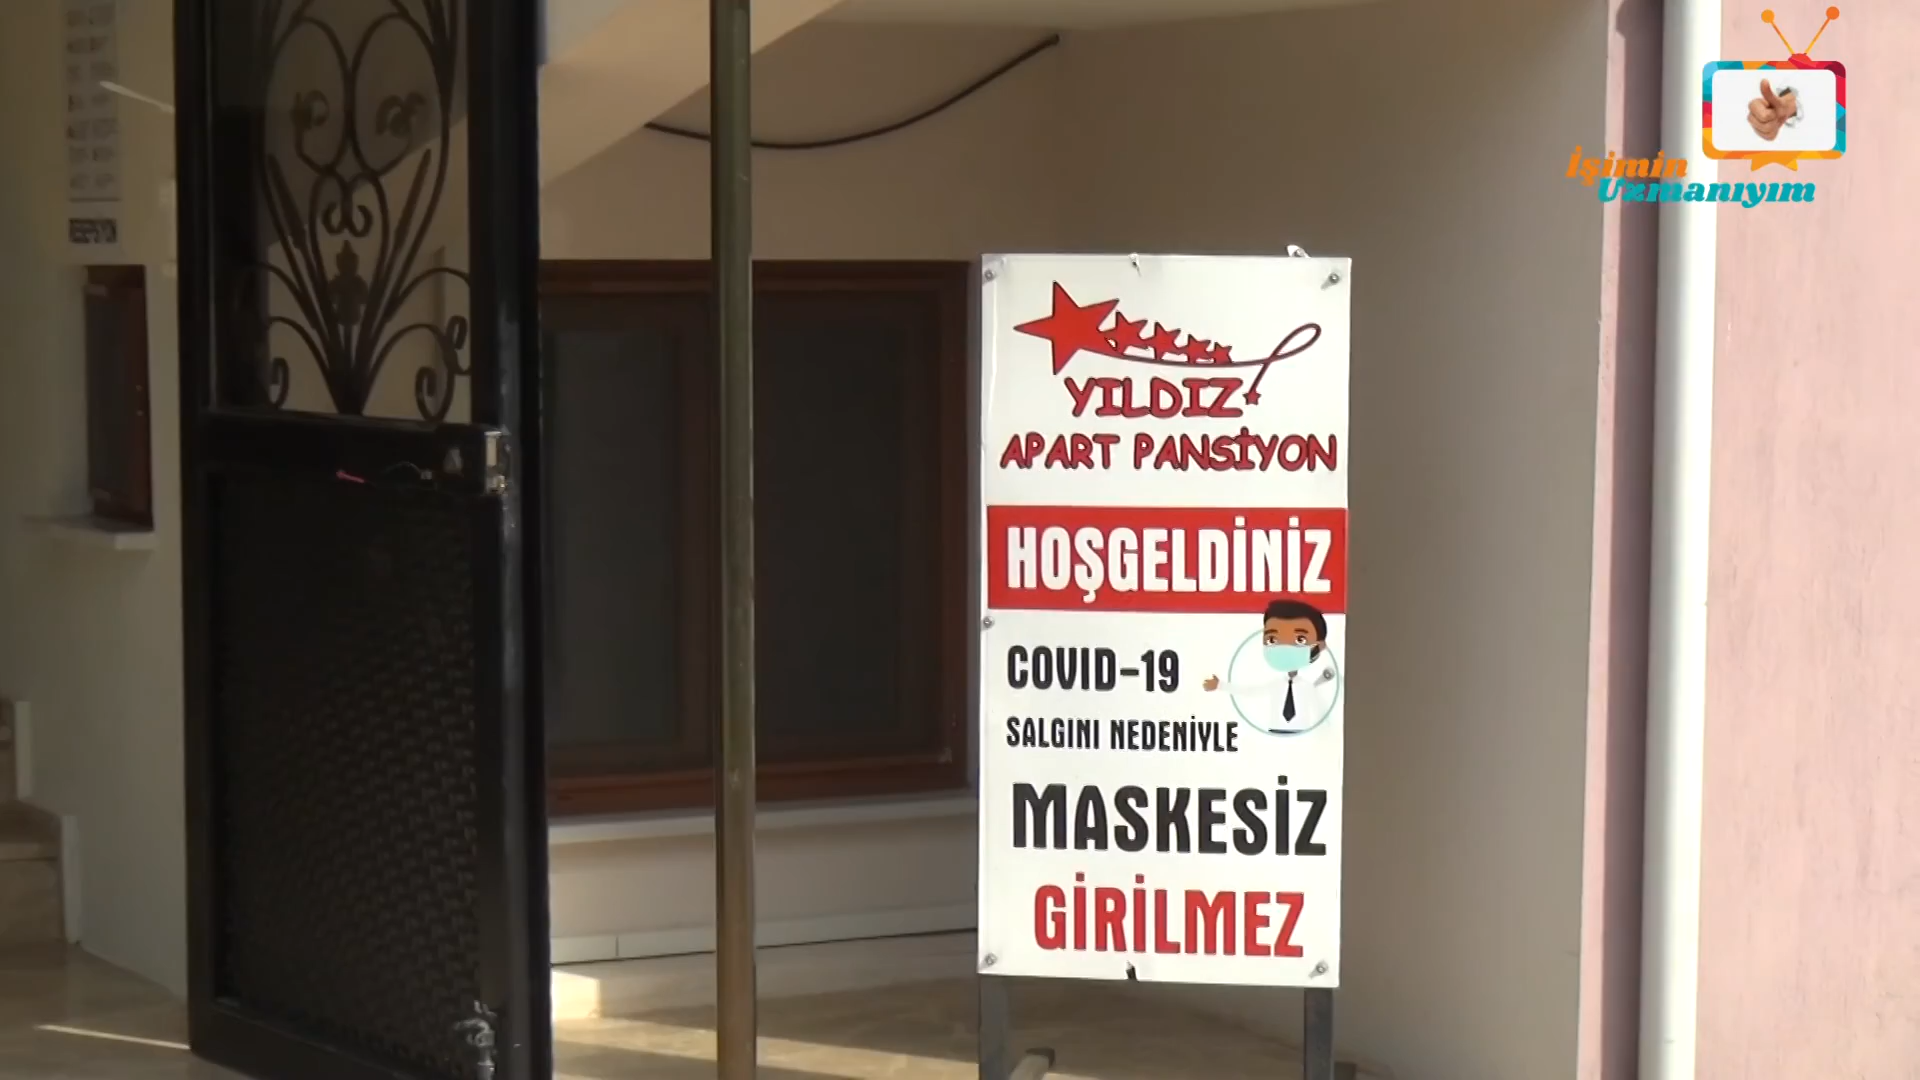 İşimin
Uzmanıyım
YILDIZ
APART PANSİYON
HOŞGELDİNİZ
COVID-19
SALGINI NEDENİYLE
MASKESİZ
GİRİLMEZ